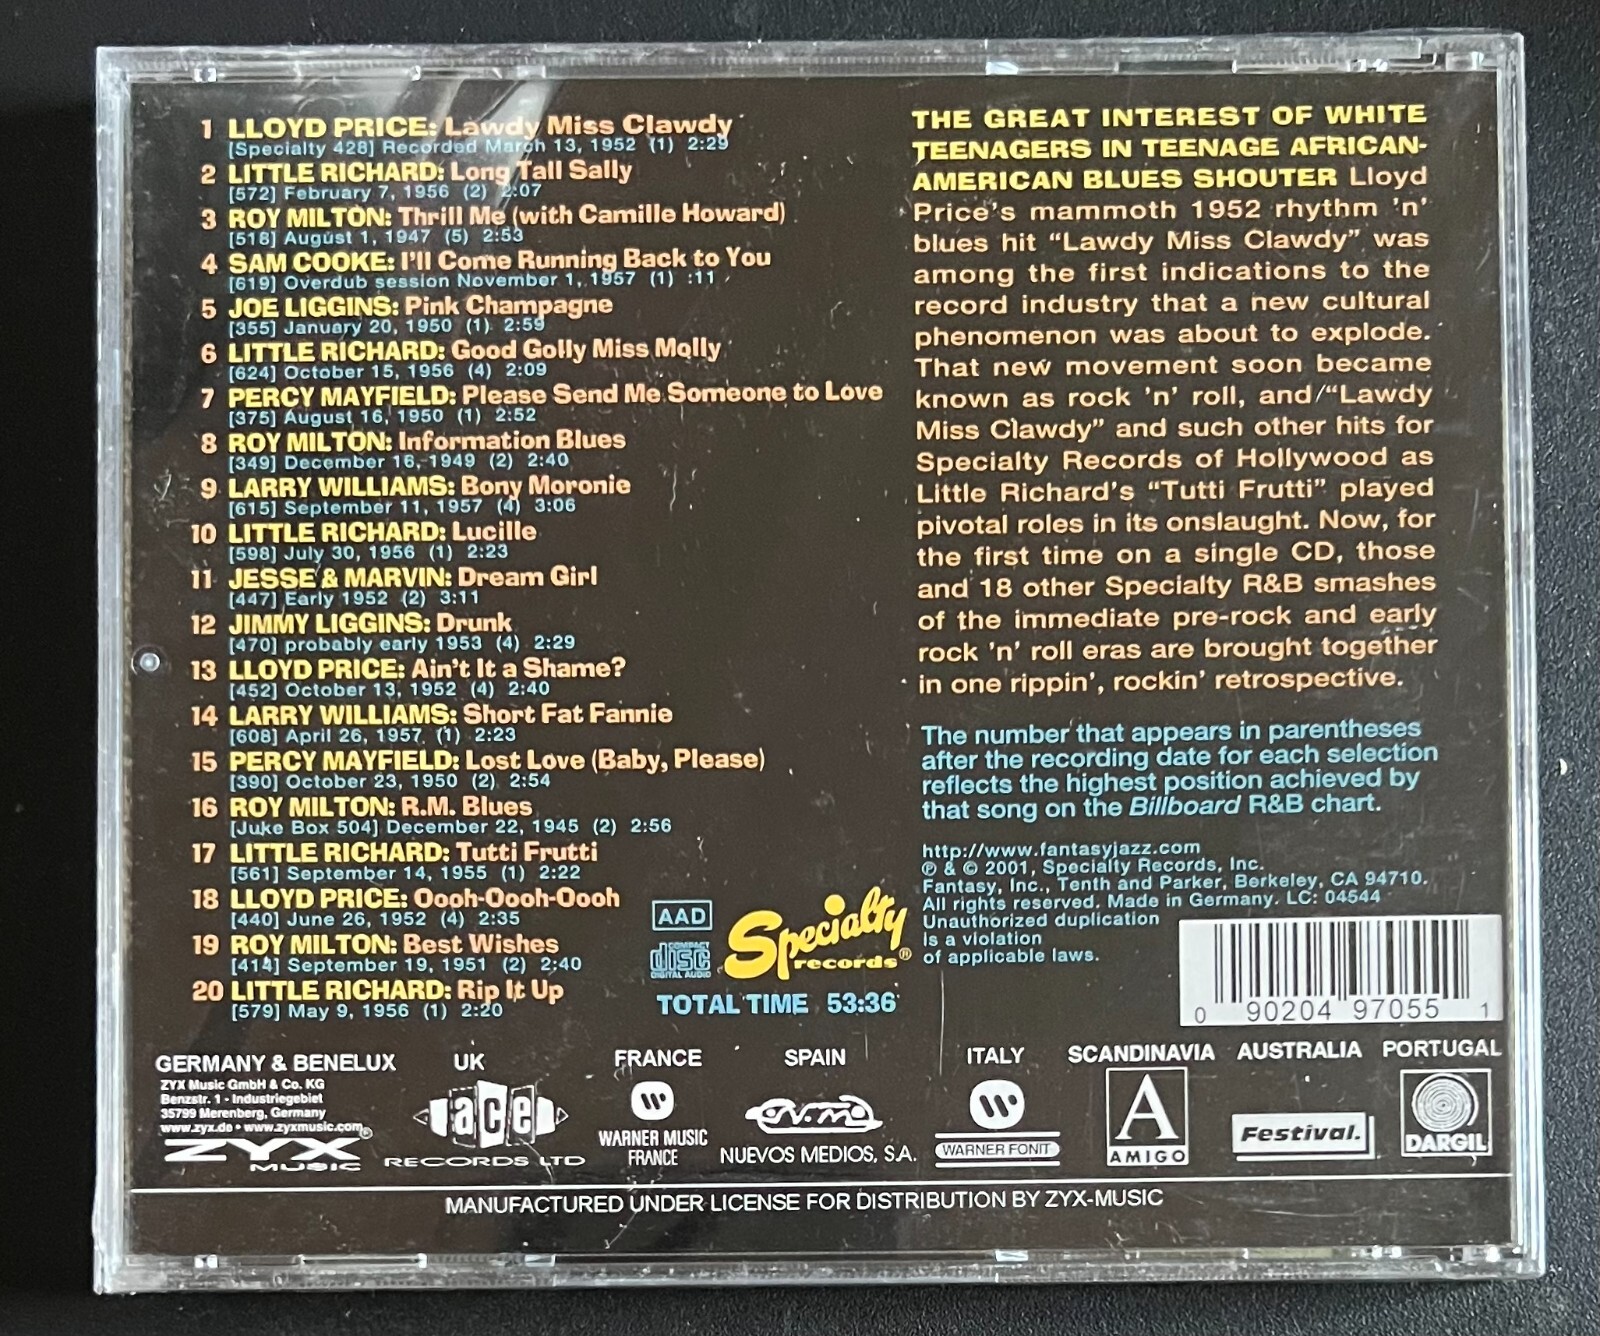 1 LLOYD PRICE: Lawdy Miss Clawdy
[Specialty 428] Recorded March 13, 1952 (1) 2:29
2 LITTLE RICHARD: Long Tall Sally
[572] February 7, 1956 (2) 2:07
3 ROY MILTON: Thrill Me (with Camille Howard)
[518] August 1, 1947 (5) 2:53
4 SAM COOKE: I'll Come Running Back to You
[619] Overdub session November 1, 1957 (1) :11
5 JOE LIGGINS: Pink Champagne
[355] January 20, 1950 (1) 2:59
6 LITTLE RICHARD: Good Golly Miss Molly
[624] October 15, 1956 (4) 2:09
7 PERCY MAYFIELD: Please Send Me Someone to Love
[375] August 16, 1950 (1) 2:52
8 ROY MILTON: Information Blues
[349] December 16, 1949 (2) 2:40
9 LARRY WILLIAMS: Bony Moronie
[615] September 11, 1957 (4) 3:06
10 LITTLE RICHARD: Lucille
[598] July 30, 1956 (1) 2:23
11 JESSE & MARVIN: Dream Girl
[447] Early 1952 (2) 3:11
12 JIMMY LIGGINS: Drunk
[470] probably early 1953 (4) 2:29
13 LLOYD PRICE: Ain't It a Shame?
[452] October 13, 1952 (4) 2:40
14 LARRY WILLIAMS: Short Fat Fannie
[608] April 26, 1957 (1) 2:23
15 PERCY MAYFIELD: Lost Love (Baby, Please)
[390] October 23, 1950 (2) 2:54
16 ROY MILTON: R.M. Blues
[Juke Box 504] December 22, 1945 (2) 2:56
17 LITTLE RICHARD: Tutti Frutti
[561] September 14, 1955 (1) 2:22
18 LLOYD PRICE: Oooh-Oooh-Oooh
[440] June 26, 1952 (4) 2:35
19 ROY MILTON: Best Wishes
[414] September 19, 1951 (2) 2:40
20 LITTLE RICHARD: Rip It Up
[579] May 9, 1956 (1) 2:20
AAD
COMPACT
disc
DIGITAL AUDIO
Specialty
records®
TOTAL TIME 53:36
THE GREAT INTEREST OF WHITE
TEENAGERS IN TEENAGE AFRICAN-
AMERICAN BLUES SHOUTER Lloyd
Price's mammoth 1952 rhythm 'n'
blues hit "Lawdy Miss Clawdy" was
among the first indications to the
record industry that a new cultural
phenomenon was about to explode.
That new movement soon became
known as rock 'n' roll, and "Lawdy
Miss Clawdy" and such other hits for
Specialty Records of Hollywood as
Little Richard's "Tutti Frutti" played
pivotal roles in its onslaught. Now, for
the first time on a single CD, those
and 18 other Specialty R&B smashes
of the immediate pre-rock and early
rock 'n' roll eras are brought together
in one rippin', rockin' retrospective.
The number that appears in parentheses
after the recording date for each selection
reflects the highest position achieved by
that song on the Billboard R&B chart.
http://www.fantasyjazz.com
℗ & © 2001, Specialty Records, Inc.
Fantasy, Inc., Tenth and Parker, Berkeley, CA 94710.
All rights reserved. Made in Germany. LC: 04544
Unauthorized duplication
is a violation
of applicable laws.
0 90204 97055 1
GERMANY & BENELUX
ZYX Music GmbH & Co. KG
Benzstr. 1 - Industriegebiet
35799 Merenberg, Germany
www.zyx.de • www.zyxmusic.com
ZYX®
MUSIC
UK
ace
RECORDS LTD
FRANCE
WARNER MUSIC
FRANCE
SPAIN
N.M.
NUEVOS MEDIOS, S.A.
ITALY
WARNER FONIT
SCANDINAVIA
A
AMIGO
AUSTRALIA
Festival.
PORTUGAL
DARGIL
MANUFACTURED UNDER LICENSE FOR DISTRIBUTION BY ZYX-MUSIC